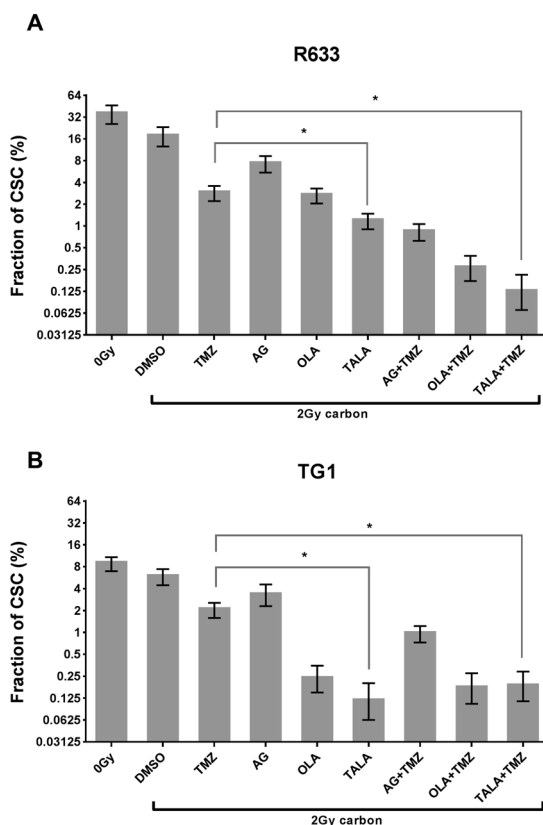 A
R633
Fraction of CSC (%)
64
32
16
8
4
2
1
0.5
0.25
0.125
0.0625
0.03125
*
*
0Gy
DMSO
TMZ
AG
OLA
TALA
AG+TMZ
OLA+TMZ
TALA+TMZ
2Gy carbon
B
TG1
Fraction of CSC (%)
64
32
16
8
4
2
1
0.5
0.25
0.125
0.0625
0.03125
*
*
0Gy
DMSO
TMZ
AG
OLA
TALA
AG+TMZ
OLA+TMZ
TALA+TMZ
2Gy carbon